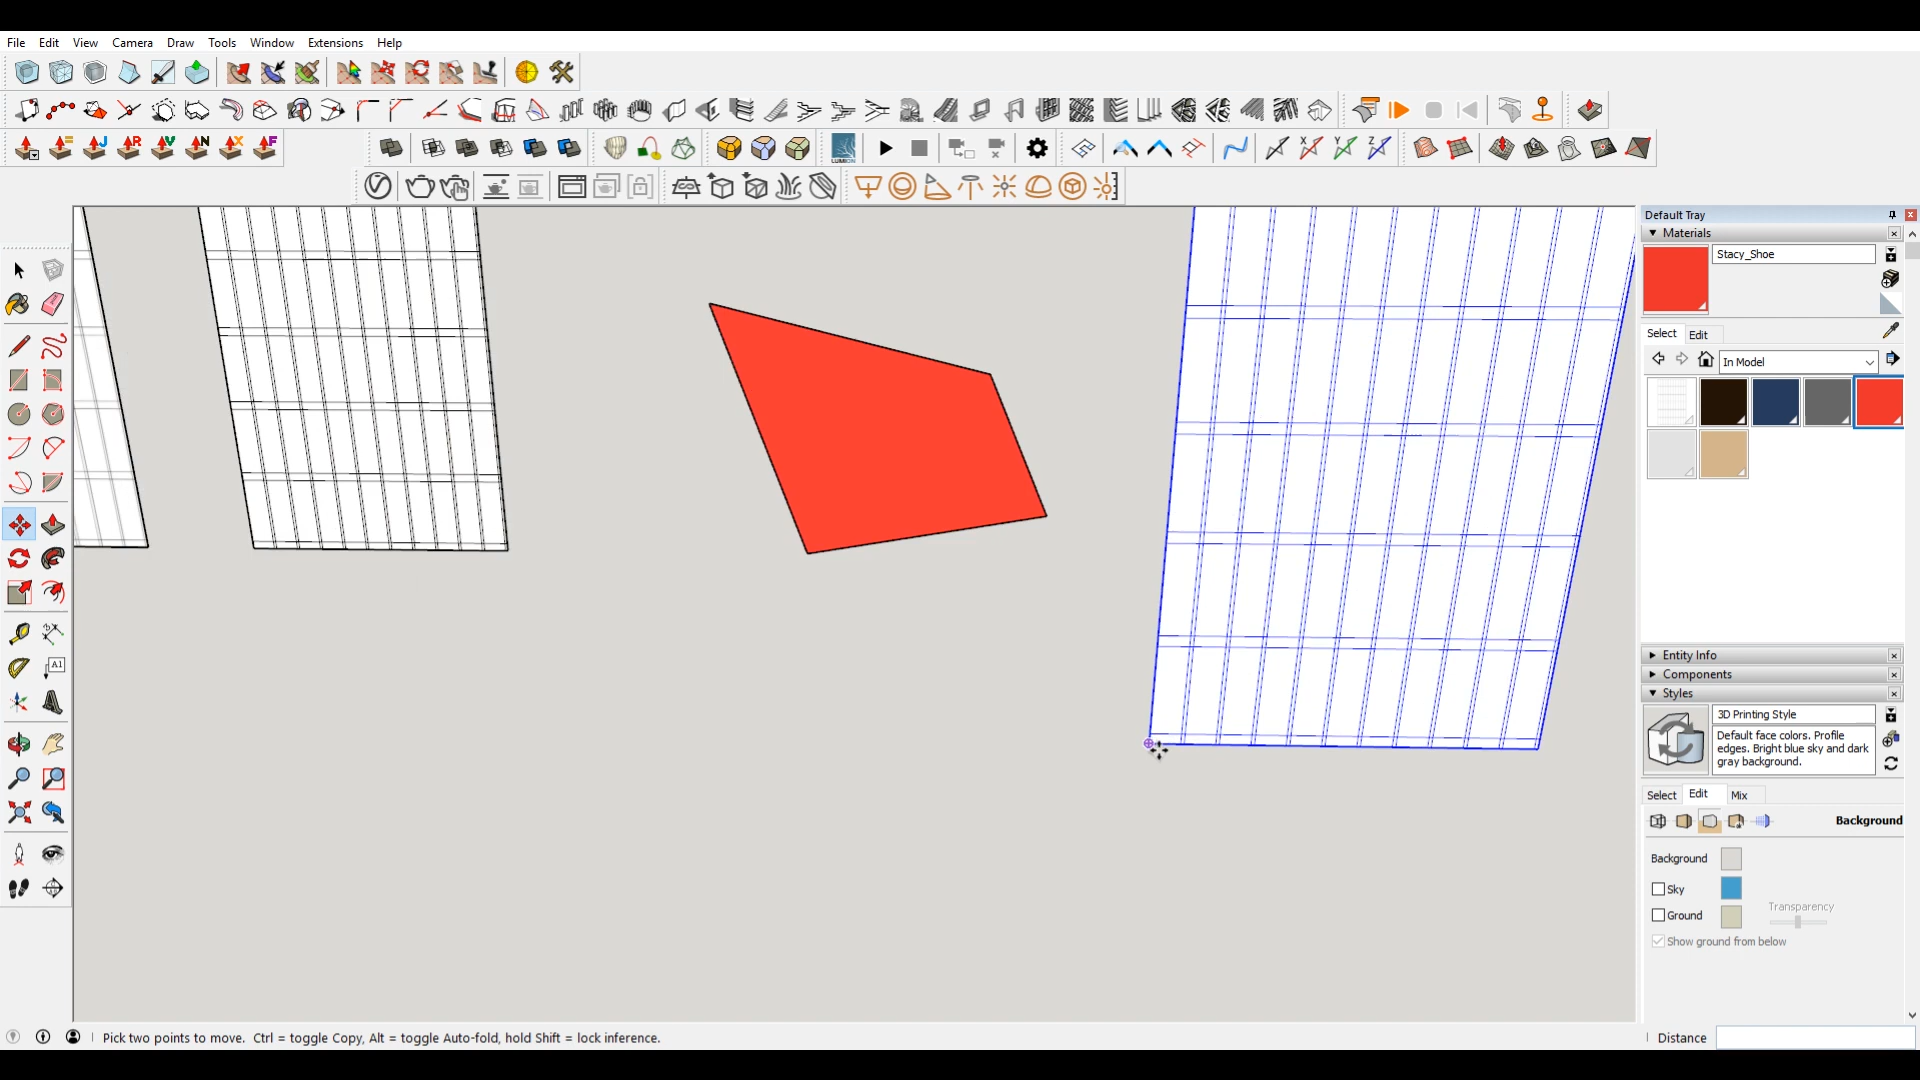 File Edit View Camera Draw Tools Window Extensions Help
J R V N X F
LUMION
X Y Z
A1
Default Tray
Materials
Stacy_Shoe
Select Edit
In Model
Entity Info
Components
Styles
3D Printing Style
Default face colors. Profile
edges. Bright blue sky and dark
gray background.
Select Edit Mix
Background
Background
Sky
Transparency
Ground
Show ground from below
Pick two points to move. Ctrl = toggle Copy, Alt = toggle Auto-fold, hold Shift = lock inference.
Distance